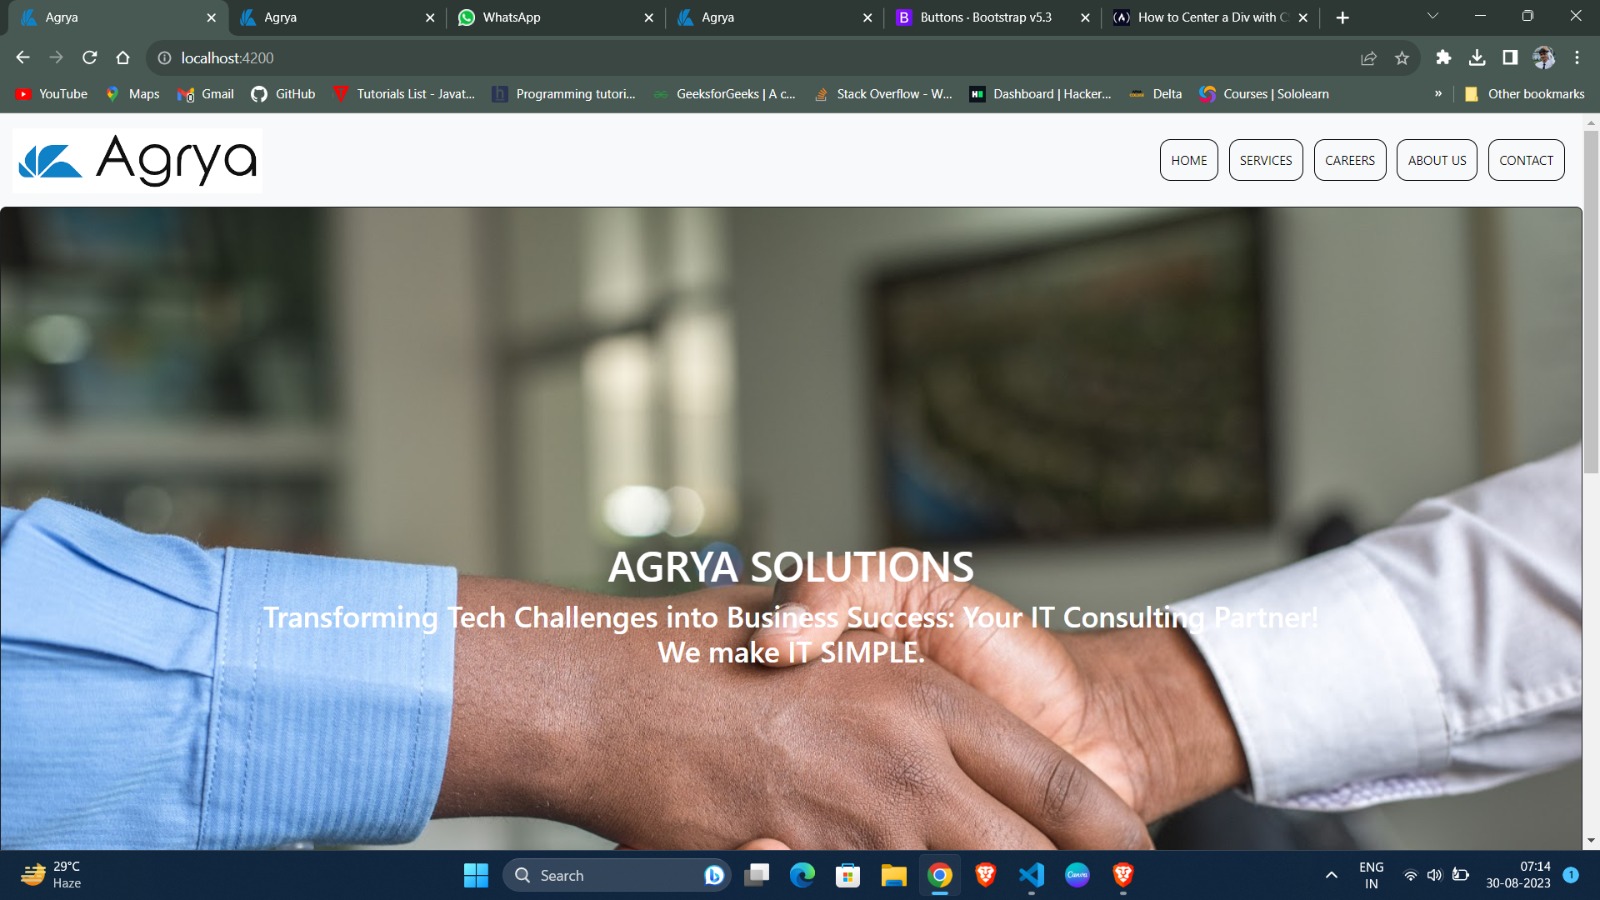 Agrya
Agrya
WhatsApp
Agrya
Buttons · Bootstrap v5.3
How to Center a Div with C
localhost:4200
YouTube
Maps
Gmail
GitHub
Tutorials List - Javat...
Programming tutori...
GeeksforGeeks | A c...
Stack Overflow - W...
Dashboard | Hacker...
Delta
Courses | Sololearn
»
Other bookmarks
Agrya
HOME
SERVICES
CAREERS
ABOUT US
CONTACT
AGRYA SOLUTIONS
Transforming Tech Challenges into Business Success: Your IT Consulting Partner!
We make IT SIMPLE.
29°C
Haze
Search
ENG
IN
07:14
30-08-2023
1